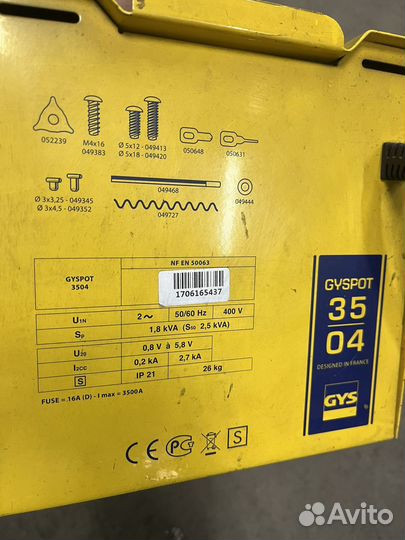 052239
M4x16
049383
Ø 5x12 - 049413
Ø 5x18 - 049420
050648
050631
Ø 3x3,25 - 049345
Ø 3x4,5 - 049352
049468
049727
049444
NF EN 50063
GYSPOT
3504
1706165437
U1N 2~ 50/60 Hz 400 V
Sp 1,8 kVA (S50 2,5 kVA)
U20 0,8 V à 5,8 V
I2CC 0,2 kA 2,7 kA
S IP 21 26 kg
FUSE = .16A (D) - I max = 3500A
GYSPOT
35
04
DESIGNED IN FRANCE
GYS
CE S
Avito